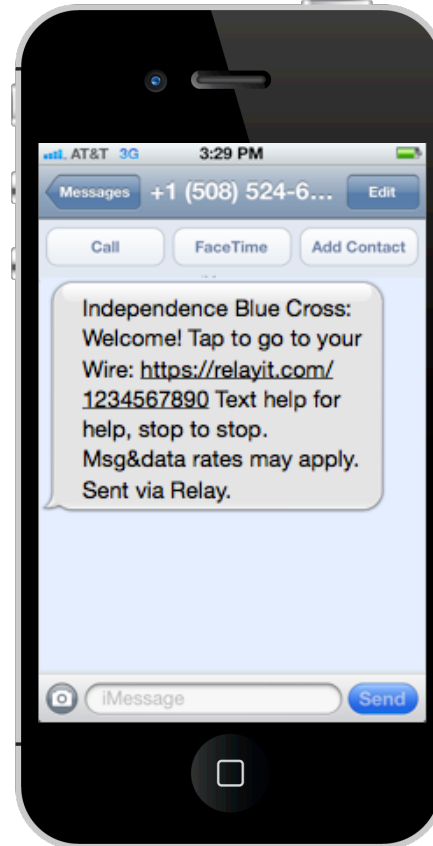 AT&T 3G 3:29 PM
Messages +1 (508) 524-6... Edit
Call FaceTime Add Contact
Independence Blue Cross:
Welcome! Tap to go to your
Wire: https://relayit.com/
1234567890 Text help for
help, stop to stop.
Msg&data rates may apply.
Sent via Relay.
iMessage Send